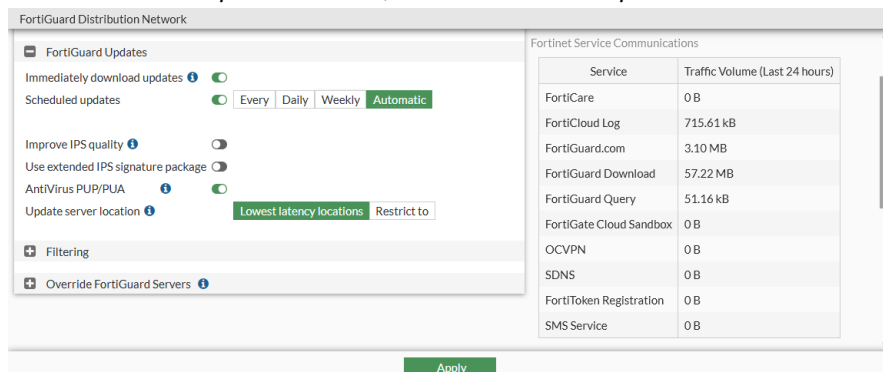 FortiGuard Distribution Network
FortiGuard Updates
Immediately download updates
Scheduled updates Every Daily Weekly Automatic
Improve IPS quality
Use extended IPS signature package
AntiVirus PUP/PUA
Update server location Lowest latency locations Restrict to
Filtering
Override FortiGuard Servers
Fortinet Service Communications
Service Traffic Volume (Last 24 hours)
FortiCare 0 B
FortiCloud Log 715.61 kB
FortiGuard.com 3.10 MB
FortiGuard Download 57.22 MB
FortiGuard Query 51.16 kB
FortiGate Cloud Sandbox 0 B
OCVPN 0 B
SDNS 0 B
FortiToken Registration 0 B
SMS Service 0 B
Apply